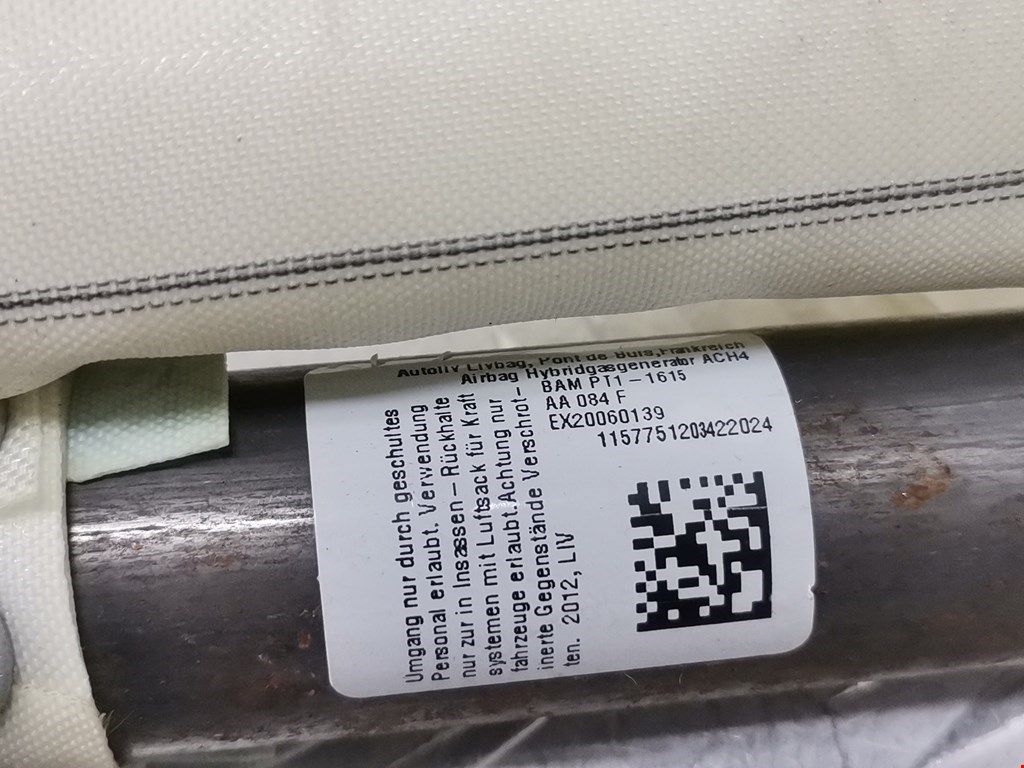 Autoliv Livbag, Pont de Buis,Frankreich
Airbag Hybridgasgenerator ACH4
BAM PT1-1615
AA 084 F
EX20060139
1157751203422024
Umgang nur durch geschultes
Personal erlaubt. Verwendung
nur zur in Insassen-Rückhalte
systemen mit Luftsack für Kraft
fahrzeuge erlaubt.Achtung nur
inerte Gegenstände Verschrot-
ten. 2012, LIV